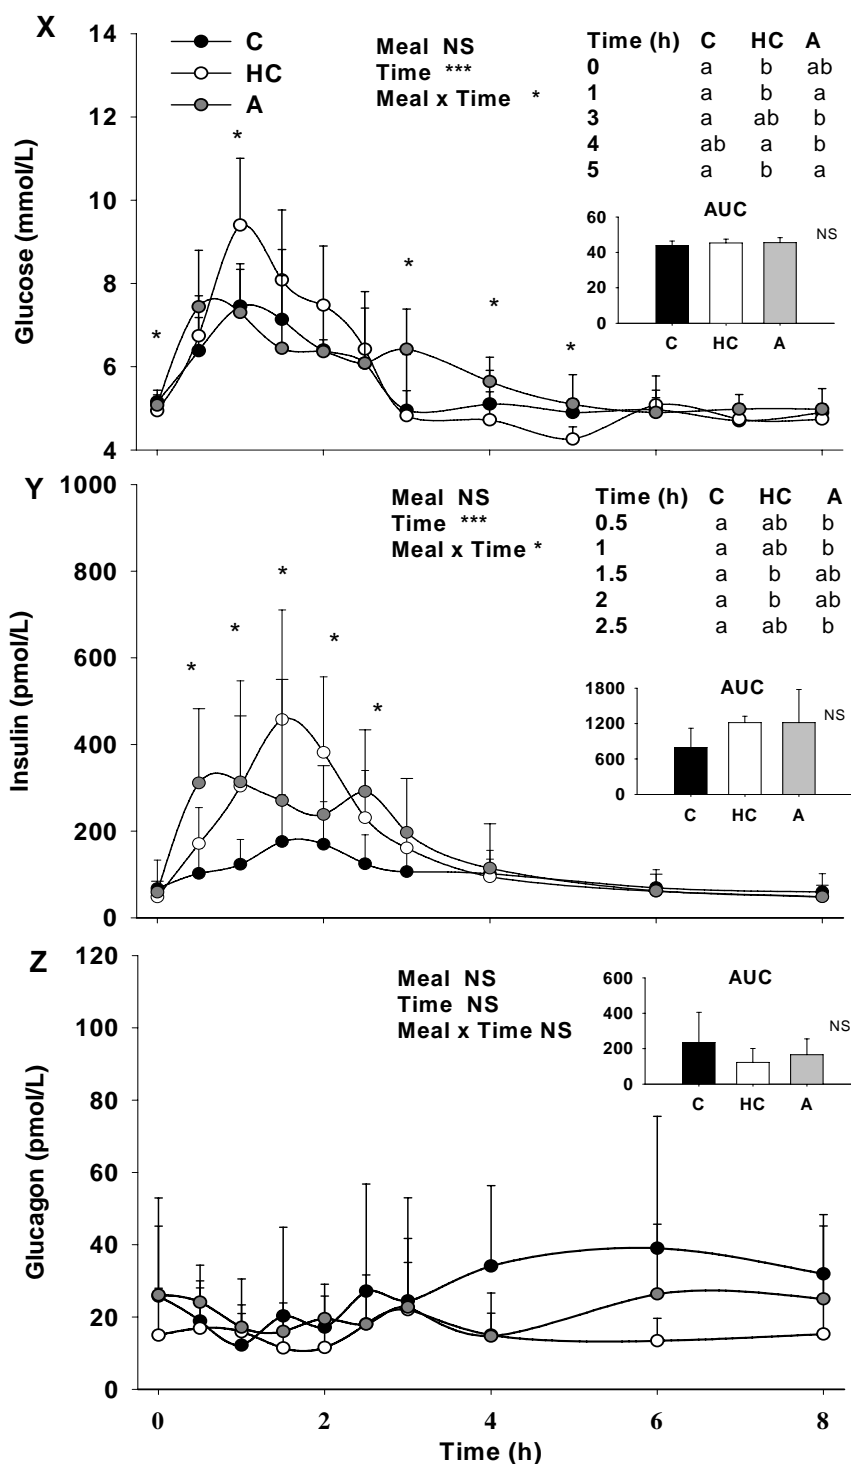 X
14
12
10
8
6
4
Glucose (mmol/L)
C
HC
A
Meal NS
Time ***
Meal x Time *
Time (h) C HC A
0 a b ab
1 a b a
3 a ab b
4 ab a b
5 a b a
*
*
*
*
*
AUC
60
40
20
0
NS
C HC A
Y
1000
800
600
400
200
0
Insulin (pmol/L)
Meal NS
Time ***
Meal x Time *
Time (h) C HC A
0.5 a ab b
1 a ab b
1.5 a b ab
2 a b ab
2.5 a ab b
*
*
*
*
*
AUC
1800
1200
600
0
NS
C HC A
Z
120
100
80
60
40
20
0
Glucagon (pmol/L)
Meal NS
Time NS
Meal x Time NS
AUC
600
400
200
0
NS
C HC A
0 2 4 6 8
Time (h)